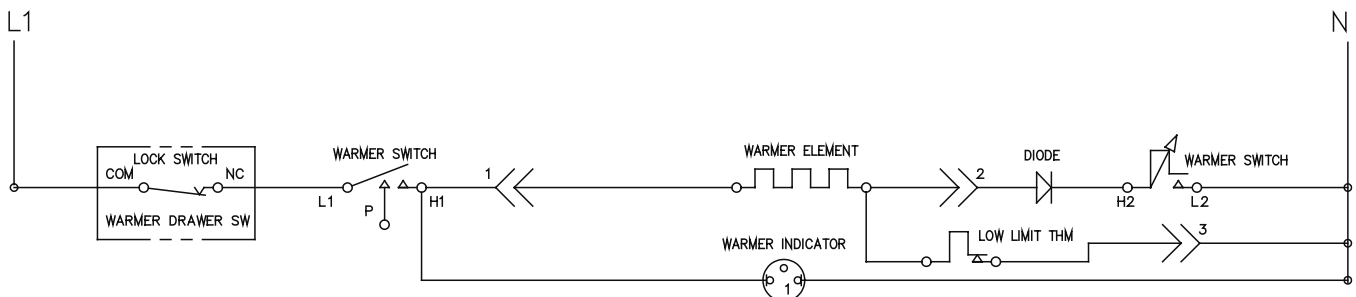 L1
N
LOCK SWITCH
COM
NC
WARMER DRAWER SW
WARMER SWITCH
L1
P
H1
1
WARMER ELEMENT
2
DIODE
WARMER SWITCH
H2
L2
LOW LIMIT THM
3
WARMER INDICATOR
1